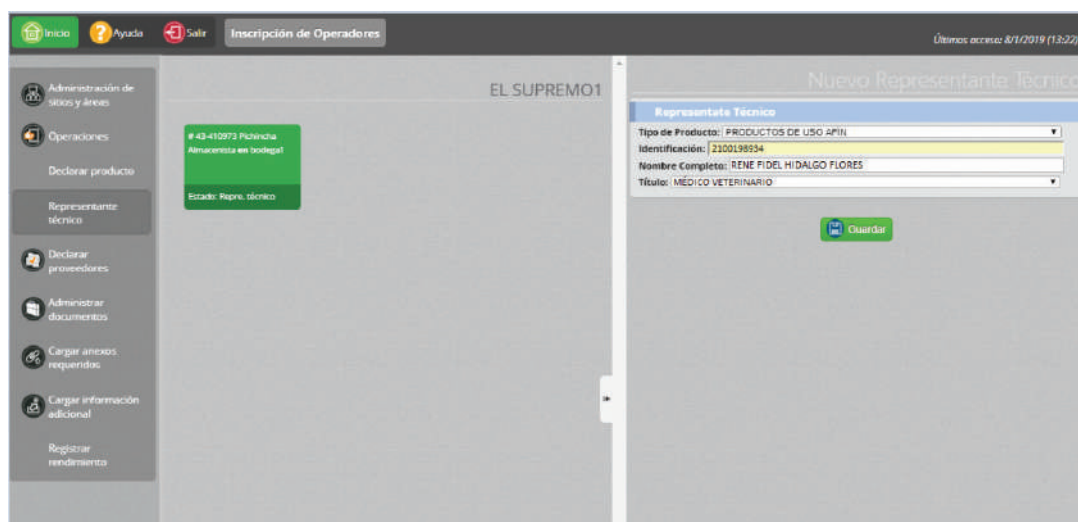 Inicio
Ayuda
Salir
Inscripción de Operadores
Último acceso: 8/1/2019 (13:22)
Administración de
sitios y áreas
Operaciones
Declarar producto
Representante
técnico
Declarar
proveedores
Administrar
documentos
Cargar anexos
requeridos
Cargar información
adicional
Registrar
rendimiento
EL SUPREMO1
# 43-410973 Pichincha
Almacenista en bodega1
Estado: Repre. técnico
Nuevo Representante Técnico
Representate Técnico
Tipo de Producto: PRODUCTOS DE USO AFIN
Identificación: 2100198934
Nombre Completo: RENE FIDEL HIDALGO FLORES
Título: MÉDICO VETERINARIO
Guardar